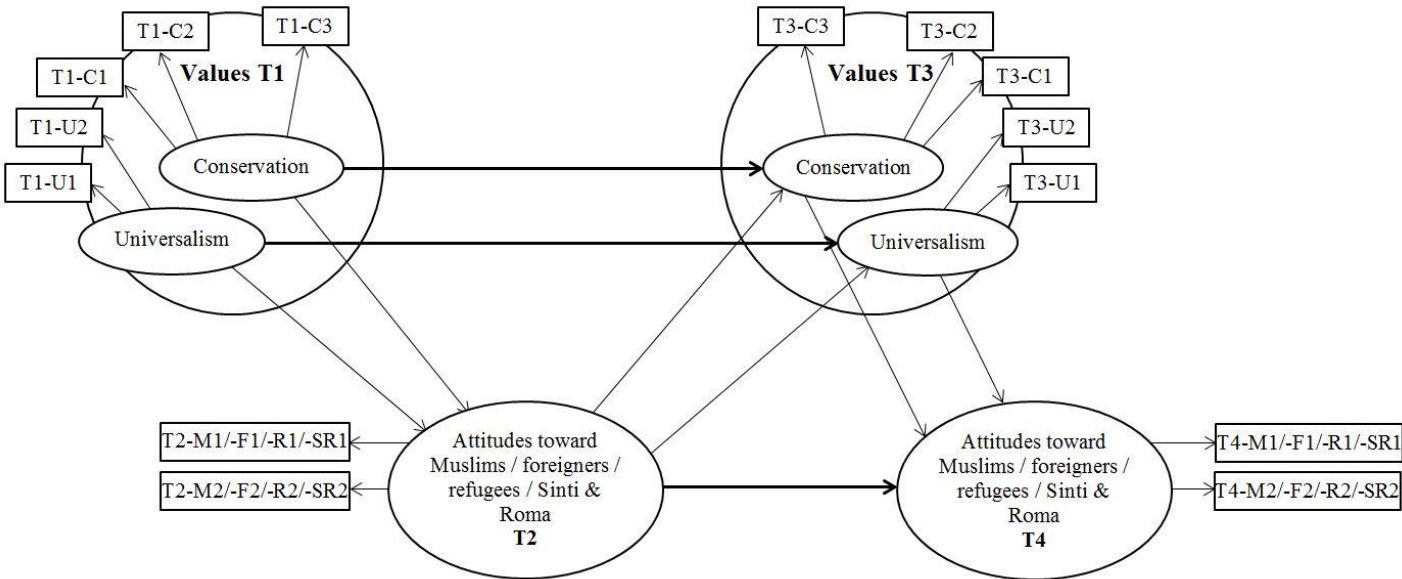 T1-C2
T1-C3
T3-C3
T3-C2
Values T1
Values T3
T1-C1
T3-C1
T1-U2
T3-U2
Conservation
Conservation
T1-U1
T3-U1
Universalism
Universalism
T2-M1/-F1/-R1/-SR1
T2-M2/-F2/-R2/-SR2
Attitudes toward
Muslims / foreigners /
refugees / Sinti &
Roma
T2
Attitudes toward
Muslims / foreigners /
refugees / Sinti &
Roma
T4
T4-M1/-F1/-R1/-SR1
T4-M2/-F2/-R2/-SR2